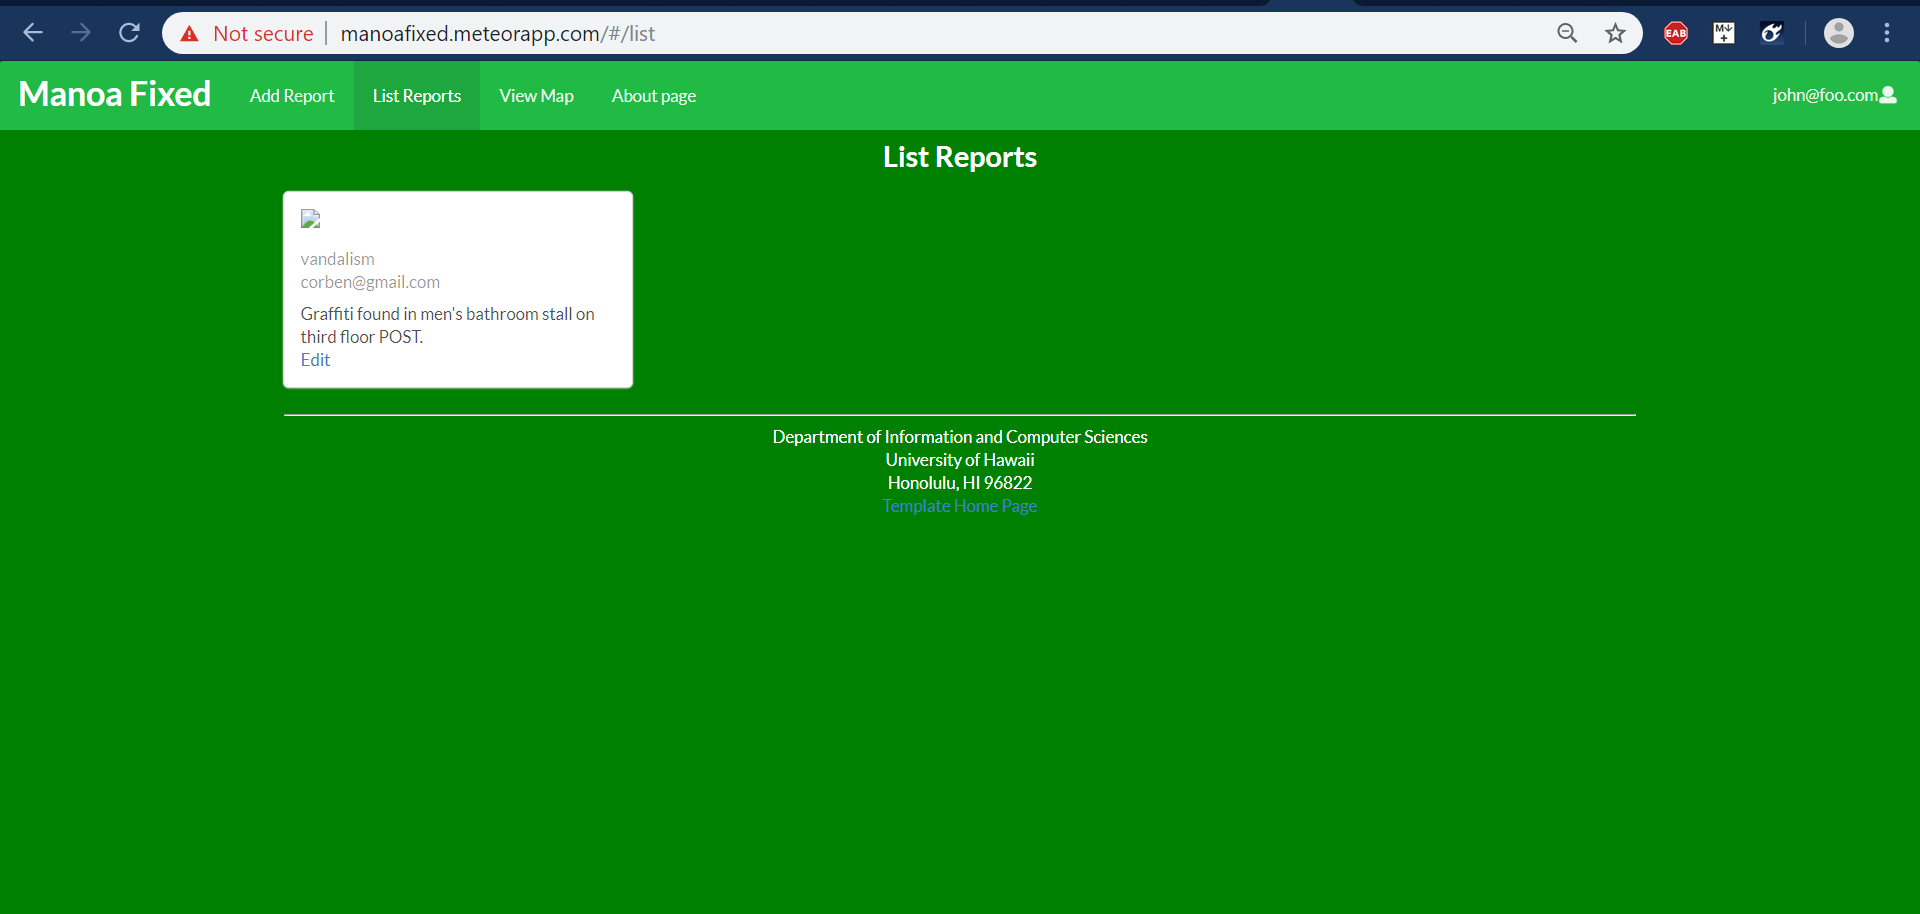 Not secure | manoafixed.meteorapp.com/#/list
EAB
M
Manoa Fixed Add Report List Reports View Map About page john@foo.com
List Reports
vandalism
corben@gmail.com
Graffiti found in men's bathroom stall on
third floor POST.
Edit
Department of Information and Computer Sciences
University of Hawaii
Honolulu, HI 96822
Template Home Page